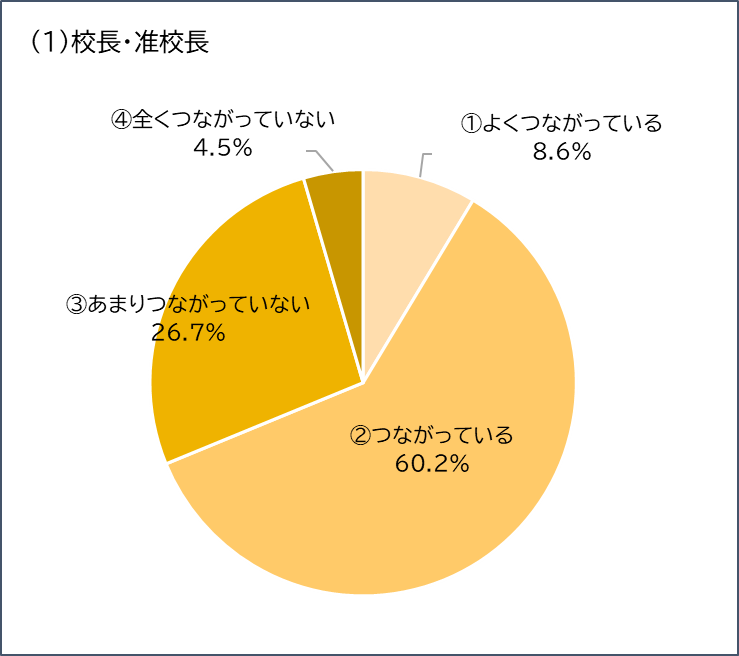 (1)校長・准校長
④全くつながっていない
4.5%
①よくつながっている
8.6%
③あまりつながっていない
26.7%
②つながっている
60.2%